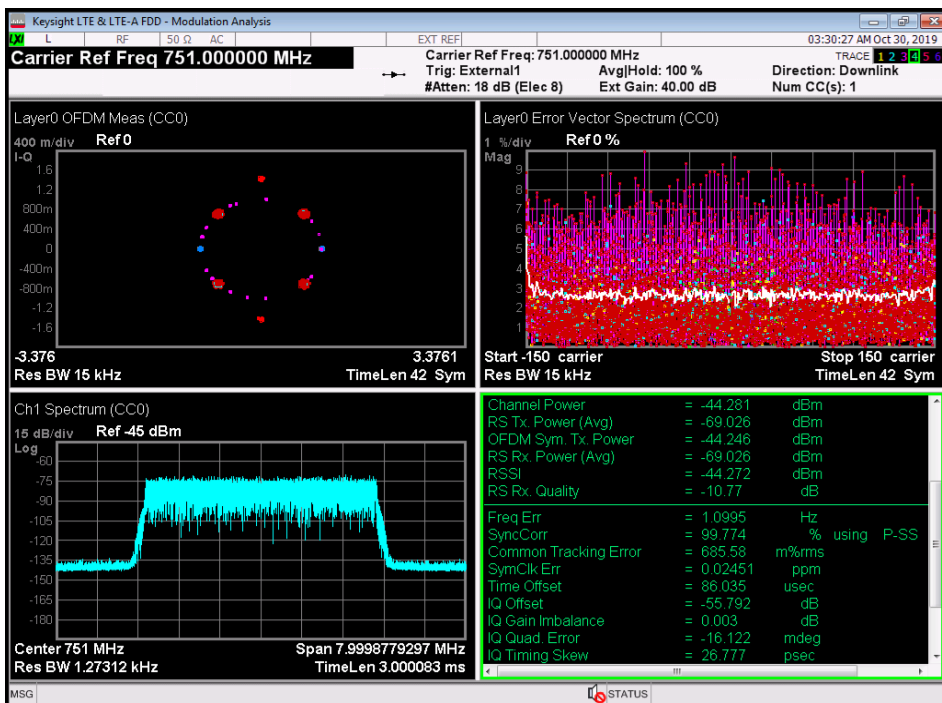 Keysight LTE & LTE-A FDD - Modulation Analysis
LXI L RF 50 Ω AC EXT REF 03:30:27 AM Oct 30, 2019
Carrier Ref Freq 751.000000 MHz
Carrier Ref Freq: 751.000000 MHz
TRACE 1 2 3 4 5 6
Trig: External1 Avg|Hold: 100 % Direction: Downlink
#Atten: 18 dB (Elec 8) Ext Gain: 40.00 dB Num CC(s): 1
Layer0 OFDM Meas (CC0)
400 m/div Ref 0
I-Q
1.6
1.2
800m
400m
0
-400m
-800m
-1.2
-1.6
-3.376 3.3761
Res BW 15 kHz TimeLen 42 Sym
Layer0 Error Vector Spectrum (CC0)
1 %/div Ref 0 %
Mag
9
8
7
6
5
4
3
2
1
Start -150 carrier Stop 150 carrier
Res BW 15 kHz TimeLen 42 Sym
Ch1 Spectrum (CC0)
15 dB/div Ref -45 dBm
Log
-60
-75
-90
-105
-120
-135
-150
-165
-180
Center 751 MHz Span 7.9998779297 MHz
Res BW 1.27312 kHz TimeLen 3.000083 ms
Channel Power = -44.281 dBm
RS Tx. Power (Avg) = -69.026 dBm
OFDM Sym. Tx. Power = -44.246 dBm
RS Rx. Power (Avg) = -69.026 dBm
RSSI = -44.272 dBm
RS Rx. Quality = -10.77 dB
Freq Err = 1.0995 Hz
SyncCorr = 99.774 % using P-SS
Common Tracking Error = 685.58 m%rms
SymClk Err = 0.02451 ppm
Time Offset = 86.035 usec
IQ Offset = -55.792 dB
IQ Gain Imbalance = 0.003 dB
IQ Quad. Error = -16.122 mdeg
IQ Timing Skew = 26.777 psec
MSG STATUS